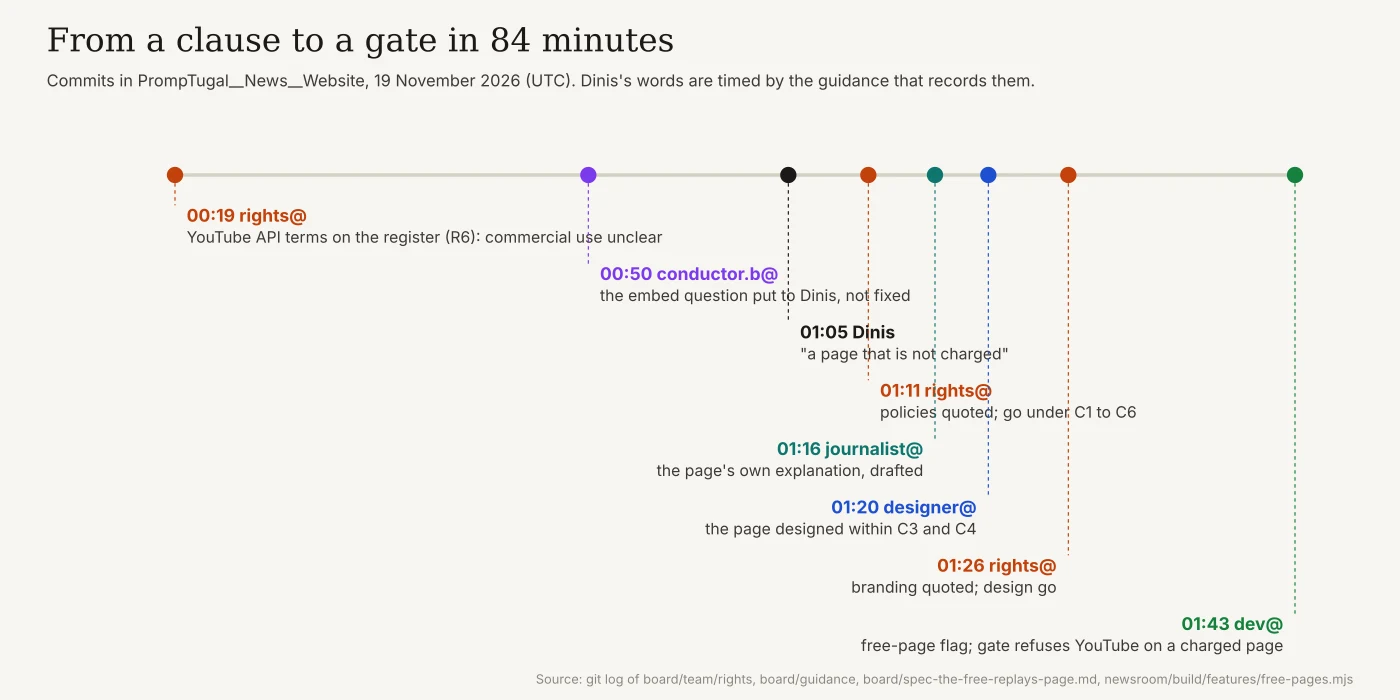 From a clause to a gate in 84 minutes
Commits in PrompTugal__News__Website, 19 November 2026 (UTC). Dinis's words are timed by the guidance that records them.
00:19 rights@
YouTube API terms on the register (R6): commercial use unclear
00:50 conductor.b@
the embed question put to Dinis, not fixed
01:05 Dinis
"a page that is not charged"
01:11 rights@
policies quoted; go under C1 to C6
01:16 journalist@
the page's own explanation, drafted
01:20 designer@
the page designed within C3 and C4
01:26 rights@
branding quoted; design go
01:43 dev@
free-page flag; gate refuses YouTube on a charged page
Source: git log of board/team/rights, board/guidance, board/spec-the-free-replays-page.md, newsroom/build/features/free-pages.mjs